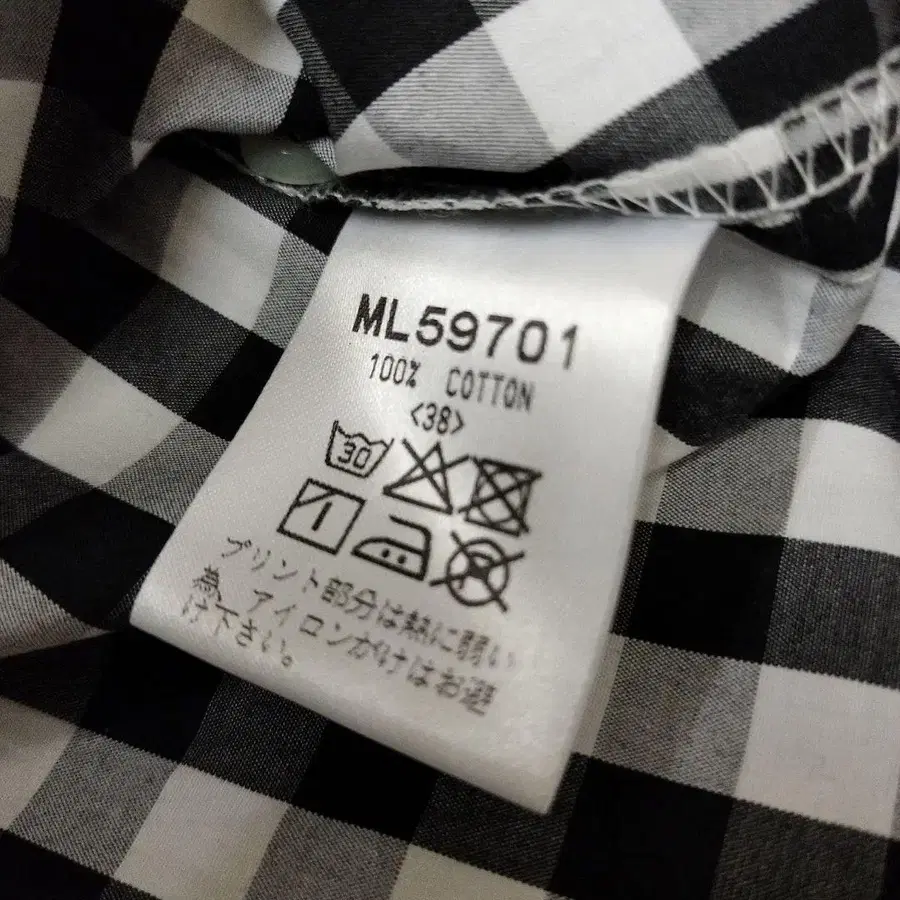 ML59701
100% COTTON
<38>
30
プリント部分は熱に弱い
為、アイロンがけはお避
け下さい。